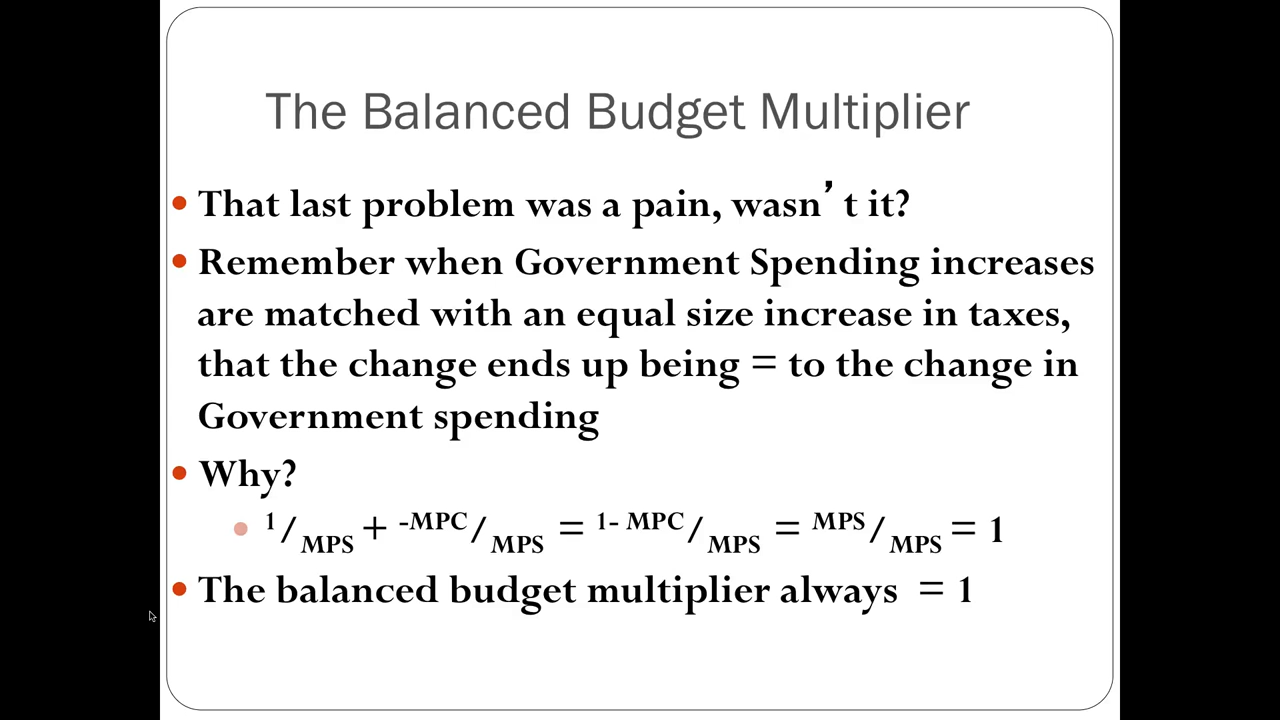 The Balanced Budget Multiplier
• That last problem was a pain, wasn’ t it?
• Remember when Government Spending increases
are matched with an equal size increase in taxes,
that the change ends up being = to the change in
Government spending
• Why?
• 1/MPS + -MPC/MPS = 1- MPC/MPS = MPS/MPS = 1
• The balanced budget multiplier always = 1